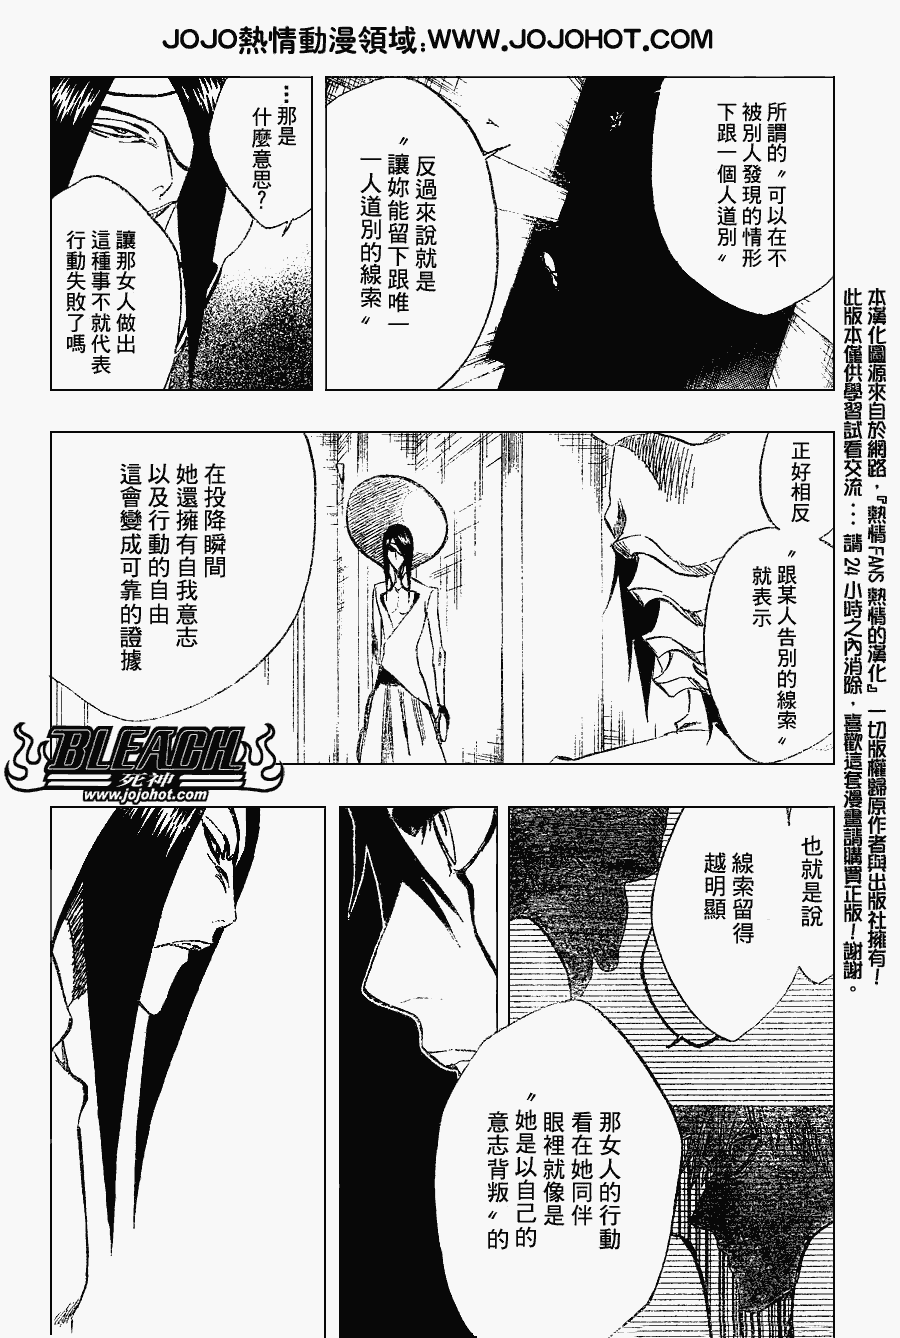 JOJO熱情動漫領域:WWW.JOJOHOT.COM
所謂的〝可以在不
被別人發現的情形
下跟一個人道別〞
反過來說就是
〝讓妳能留下跟唯一
一人道別的線索〞
…那是
什麼意思?
讓那女人做出
這種事不就代表
行動失敗了嗎
正好相反
〝跟某人告別的線索〞
就表示
在投降瞬間
她還擁有自我意志
以及行動的自由
這會變成可靠的證據
BLEACH
死神
www.jojohot.com
也就是說
線索留得
越明顯
那女人的行動
看在她同伴
眼裡就像是
〝她是以自己的
意志背叛〞的
本漢化圖源來自於網路,『熱情FANS熱情的漢化』一切版權歸原作者與出版社擁有!
此版本僅供學習試看交流…請24小時之內消除,喜歡這套漫畫請購買正版!謝謝。